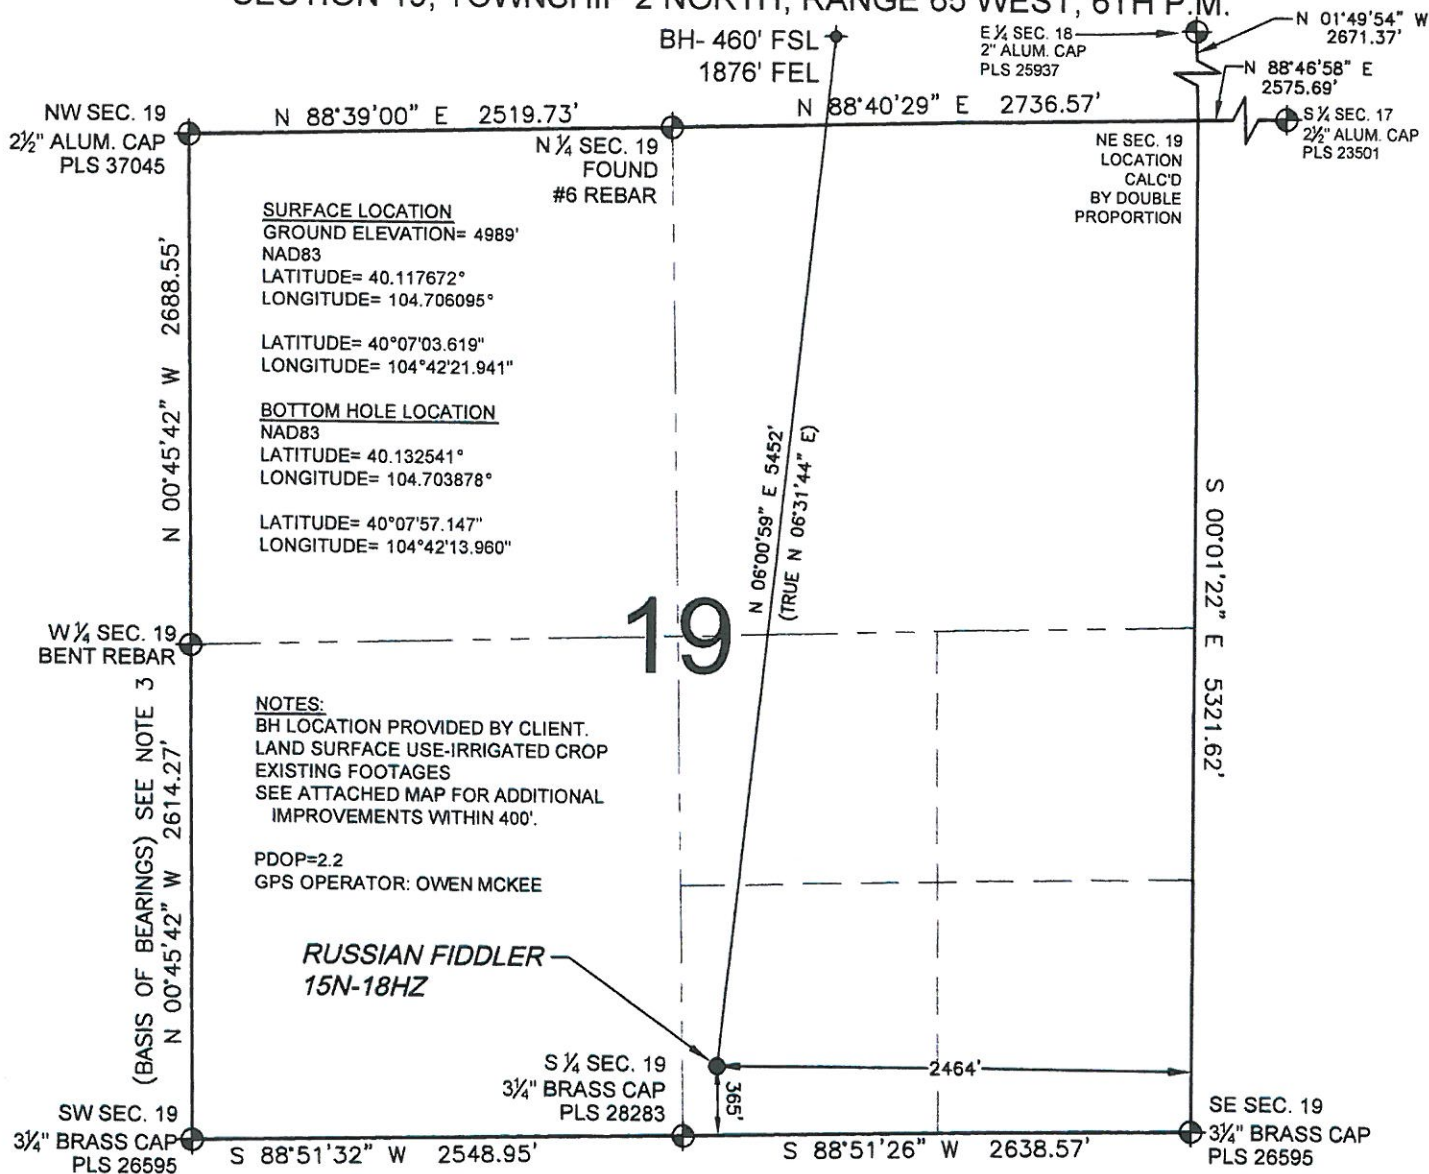 SECTION 19, TOWNSHIP 2 NORTH, RANGE 65 WEST, 6TH P.M.
BH- 460' FSL
1876' FEL
E ¼ SEC. 18
2" ALUM. CAP
PLS 25937
N 01°49'54" W
2671.37'
N 88°46'58" E
2575.69'
S ¼ SEC. 17
2½" ALUM. CAP
PLS 23501
NW SEC. 19
2½" ALUM. CAP
PLS 37045
N 88°39'00" E 2519.73'
N 88°40'29" E 2736.57'
N ¼ SEC. 19
FOUND
#6 REBAR
NE SEC. 19
LOCATION
CALC'D
BY DOUBLE
PROPORTION
SURFACE LOCATION
GROUND ELEVATION= 4989'
NAD83
LATITUDE= 40.117672°
LONGITUDE= 104.706095°
LATITUDE= 40°07'03.619"
LONGITUDE= 104°42'21.941"
BOTTOM HOLE LOCATION
NAD83
LATITUDE= 40.132541°
LONGITUDE= 104.703878°
LATITUDE= 40°07'57.147"
LONGITUDE= 104°42'13.960"
N 00°45'42" W 2688.55'
N 06°00'59" E 5452'
(TRUE N 06°31'44" E)
S 00°01'22" E 5321.62'
19
W ¼ SEC. 19
BENT REBAR
(BASIS OF BEARINGS) SEE NOTE 3
N 00°45'42" W 2614.27'
NOTES:
BH LOCATION PROVIDED BY CLIENT.
LAND SURFACE USE-IRRIGATED CROP
EXISTING FOOTAGES
SEE ATTACHED MAP FOR ADDITIONAL
IMPROVEMENTS WITHIN 400'.
PDOP=2.2
GPS OPERATOR: OWEN MCKEE
RUSSIAN FIDDLER
15N-18HZ
2464'
365'
S ¼ SEC. 19
3¼" BRASS CAP
PLS 28283
SW SEC. 19
3¼" BRASS CAP
PLS 26595
S 88°51'32" W 2548.95'
S 88°51'26" W 2638.57'
SE SEC. 19
3¼" BRASS CAP
PLS 26595